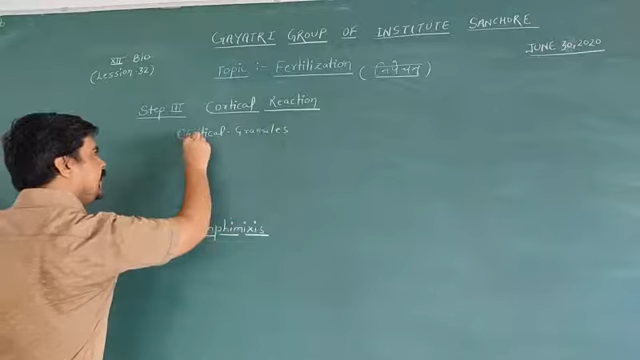 GAYATRI GROUP OF INSTITUTE SANCHORE
JUNE 30, 2020
XII Bio
(Lession-32)
Topic :- Fertilization (निषेचन)
Step III Cortical Reaction
Cortical-Granules